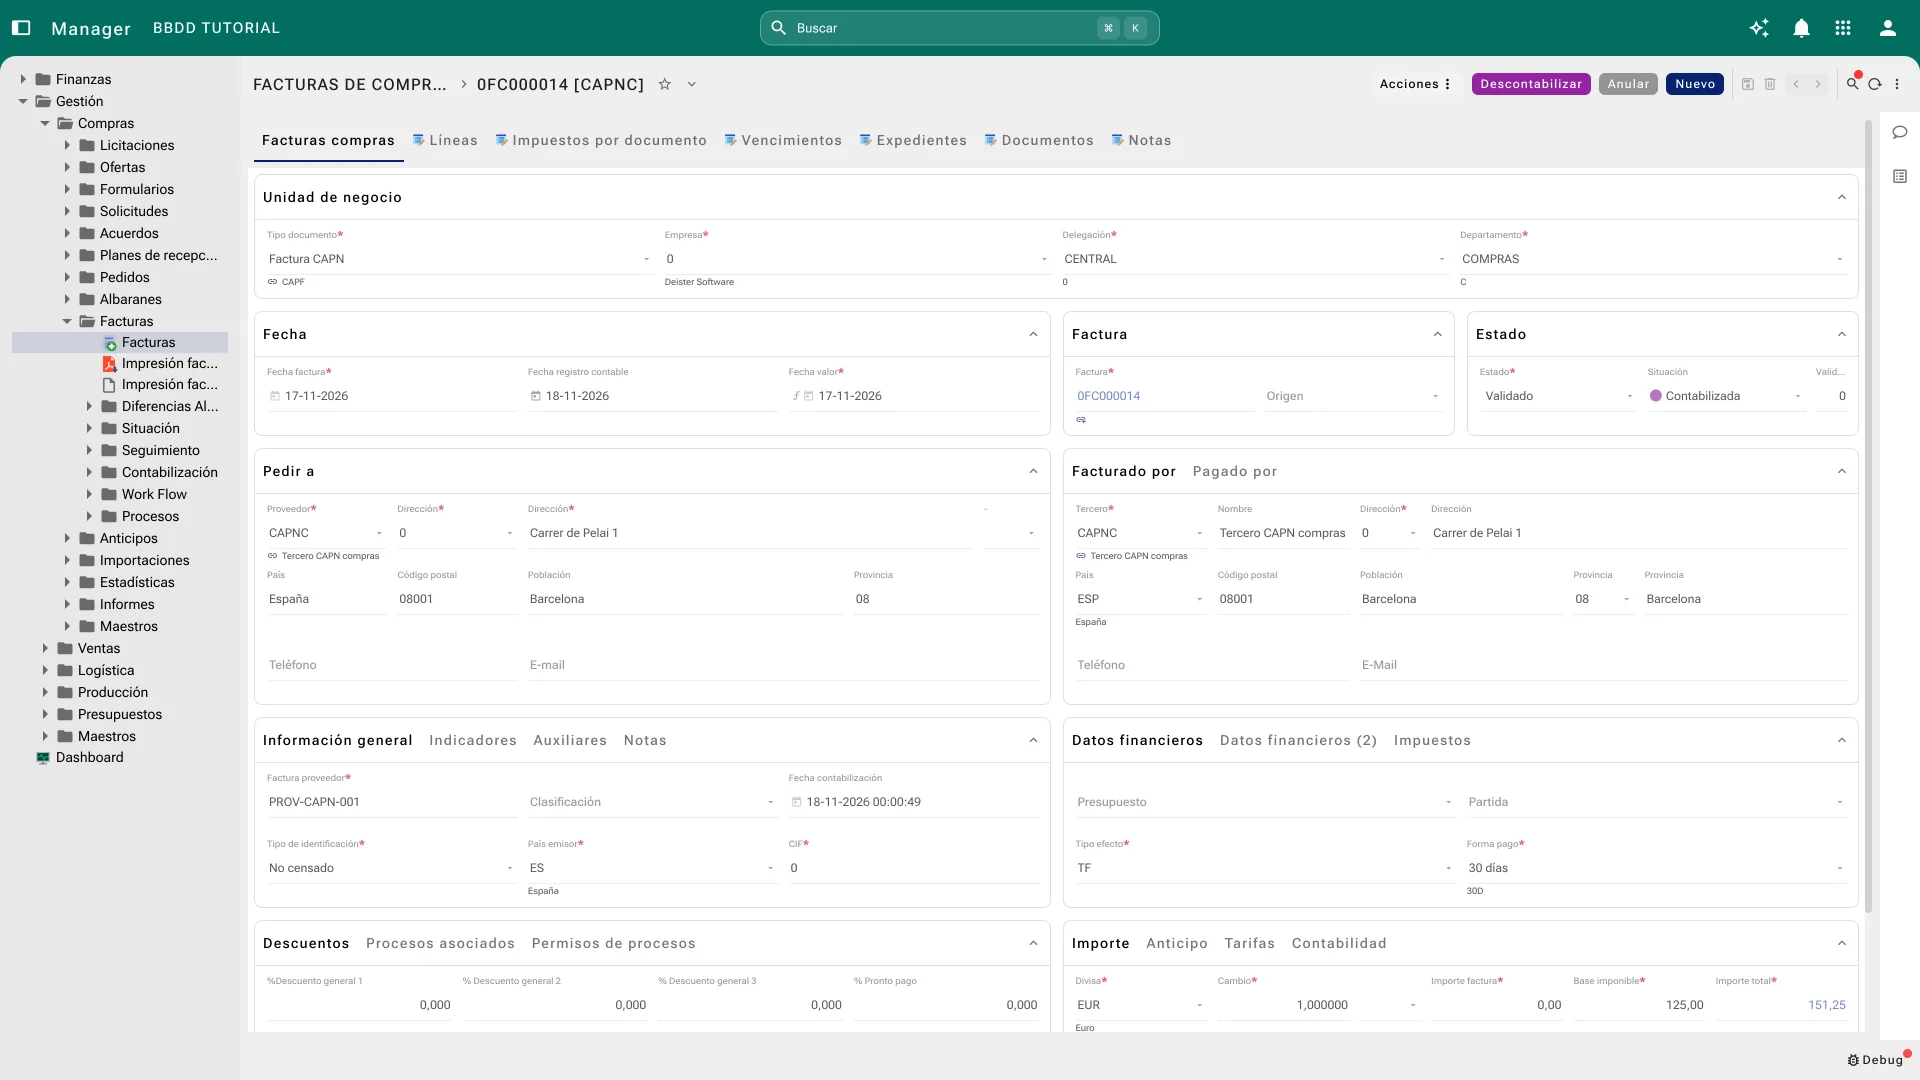 Manager
BBDD TUTORIAL
Buscar
⌘
K
Finanzas
Gestión
Compras
Licitaciones
Ofertas
Formularios
Solicitudes
Acuerdos
Planes de recepc...
Pedidos
Albaranes
Facturas
Facturas
Impresión fac...
Impresión fac...
Diferencias Al...
Situación
Seguimiento
Contabilización
Work Flow
Procesos
Anticipos
Importaciones
Estadísticas
Informes
Maestros
Ventas
Logística
Producción
Presupuestos
Maestros
Dashboard
FACTURAS DE COMPR... > 0FC000014 [CAPNC]
Acciones
Descontabilizar
Anular
Nuevo
Facturas compras Líneas Impuestos por documento Vencimientos Expedientes Documentos Notas
Unidad de negocio
Tipo documento* Empresa* Delegación* Departamento*
Factura CAPN 0 CENTRAL COMPRAS
CAPF Deister Software 0 C
Fecha
Fecha factura* Fecha registro contable Fecha valor*
17-11-2026 18-11-2026 17-11-2026
Factura
Factura*
0FC000014 Origen
Estado
Estado* Situación Valid...
Validado Contabilizada 0
Pedir a
Proveedor* Dirección* Dirección* -
CAPNC 0 Carrer de Pelai 1
Tercero CAPN compras
País Código postal Población Provincia
España 08001 Barcelona 08
Teléfono E-mail
Facturado por Pagado por
Tercero* Nombre Dirección* Dirección
CAPNC Tercero CAPN compras 0 Carrer de Pelai 1
Tercero CAPN compras
País Código postal Población Provincia Provincia
ESP 08001 Barcelona 08 Barcelona
España
Teléfono E-Mail
Información general Indicadores Auxiliares Notas
Factura proveedor* Fecha contabilización
PROV-CAPN-001 Clasificación 18-11-2026 00:00:49
Tipo de identificación* País emisor* CIF*
No censado ES 0
España
Datos financieros Datos financieros (2) Impuestos
Presupuesto Partida
Tipo efecto* Forma pago*
TF 30 días
30D
Descuentos Procesos asociados Permisos de procesos
%Descuento general 1 % Descuento general 2 % Descuento general 3 % Pronto pago
0,000 0,000 0,000 0,000
Importe Anticipo Tarifas Contabilidad
Divisa* Cambio* Importe factura* Base imponible* Importe total*
EUR 1,000000 0,00 125,00 151,25
Euro
Debug